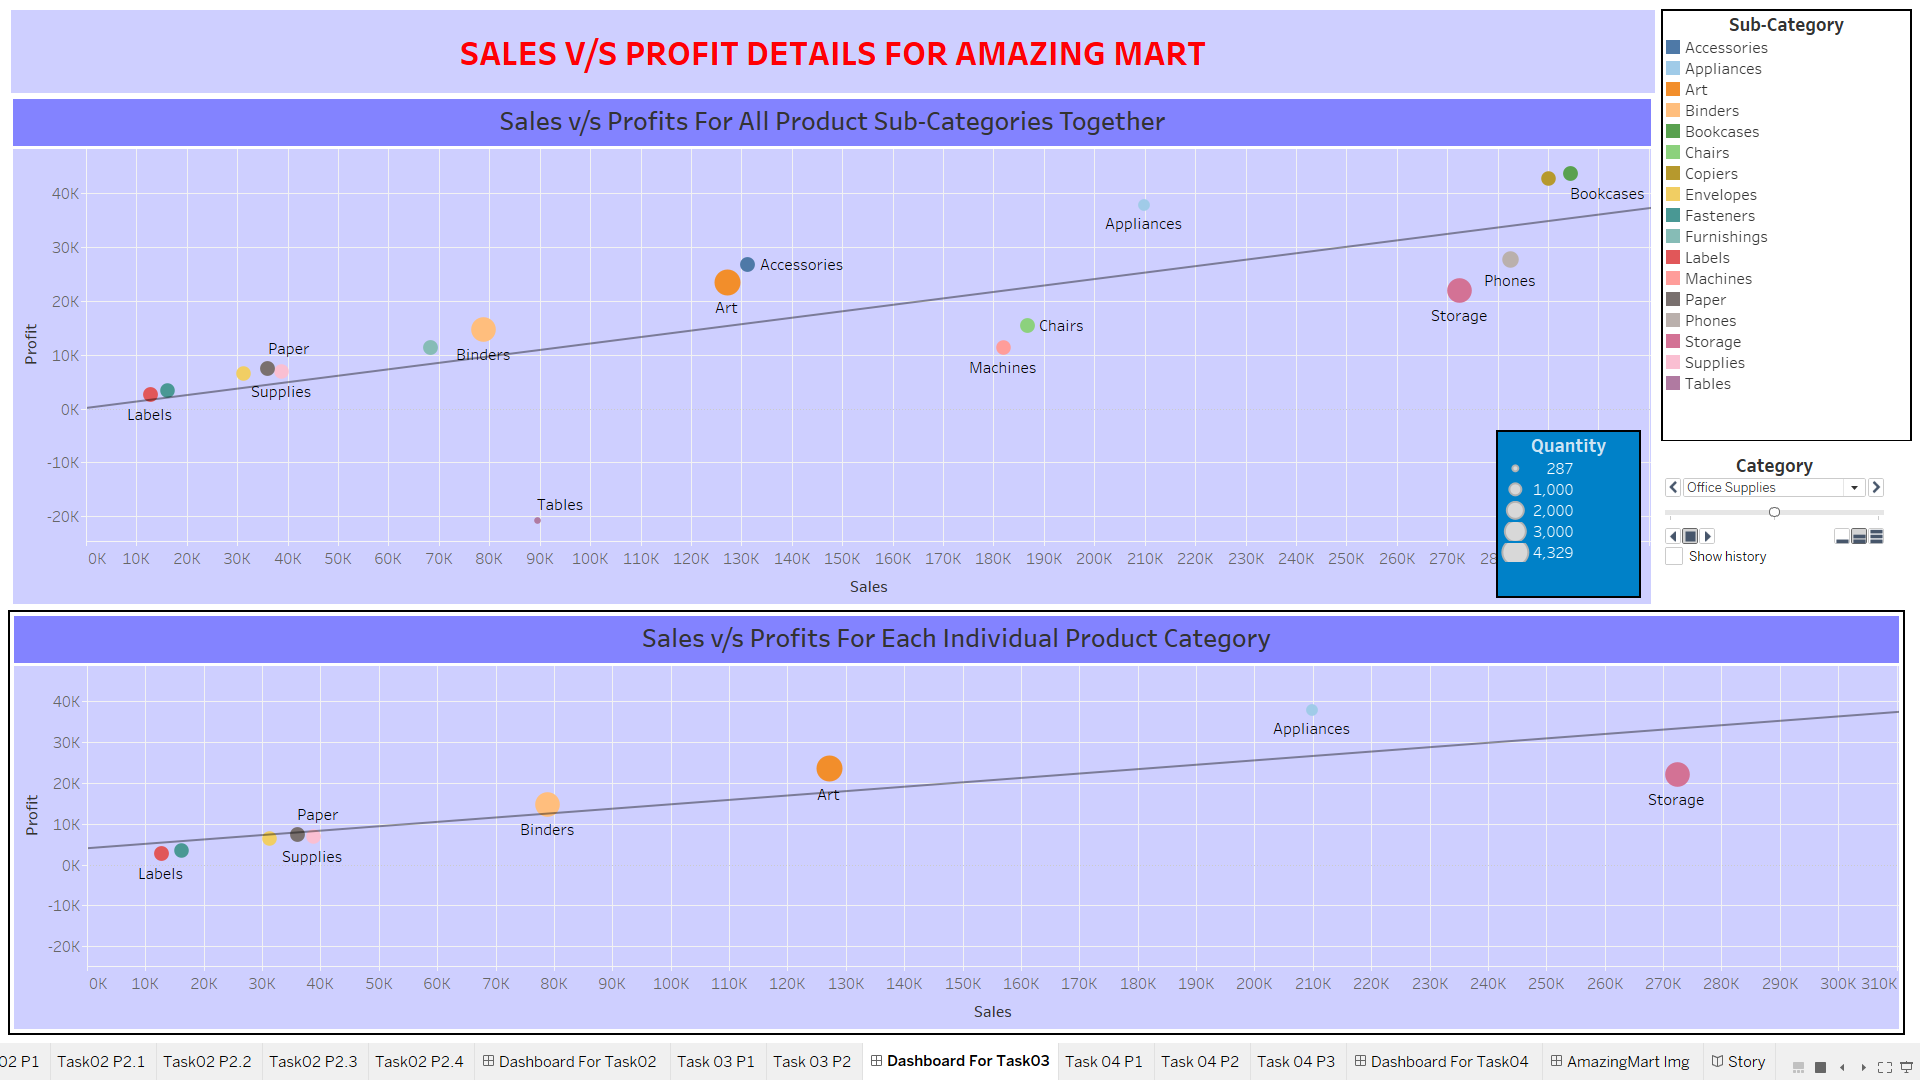 SALES V/S PROFIT DETAILS FOR AMAZING MART
Sales v/s Profits For All Product Sub-Categories Together
40K
30K
20K
10K
0K
-10K
-20K
Profit
Bookcases
Appliances
Accessories
Art
Phones
Storage
Chairs
Machines
Binders
Paper
Supplies
Labels
Tables
0K 10K 20K 30K 40K 50K 60K 70K 80K 90K 100K 110K 120K 130K 140K 150K 160K 170K 180K 190K 200K 210K 220K 230K 240K 250K 260K 270K 28
Sales
Quantity
287
1,000
2,000
3,000
4,329
Sub-Category
Accessories
Appliances
Art
Binders
Bookcases
Chairs
Copiers
Envelopes
Fasteners
Furnishings
Labels
Machines
Paper
Phones
Storage
Supplies
Tables
Category
Office Supplies
Show history
Sales v/s Profits For Each Individual Product Category
40K
30K
20K
10K
0K
-10K
-20K
Profit
Appliances
Art
Storage
Binders
Paper
Supplies
Labels
0K 10K 20K 30K 40K 50K 60K 70K 80K 90K 100K 110K 120K 130K 140K 150K 160K 170K 180K 190K 200K 210K 220K 230K 240K 250K 260K 270K 280K 290K 300K 310K
Sales
02 P1 Task02 P2.1 Task02 P2.2 Task02 P2.3 Task02 P2.4 Dashboard For Task02 Task 03 P1 Task 03 P2 Dashboard For Task03 Task 04 P1 Task 04 P2 Task 04 P3 Dashboard For Task04 AmazingMart Img Story